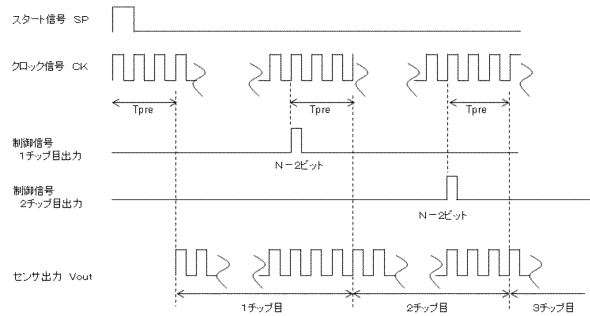 スタート信号 SP
クロック信号 CK
Tpre
Tpre
Tpre
制御信号
1チップ目出力
N－2ビット
制御信号
2チップ目出力
N－2ビット
センサ出力 Vout
1チップ目
2チップ目
3チップ目